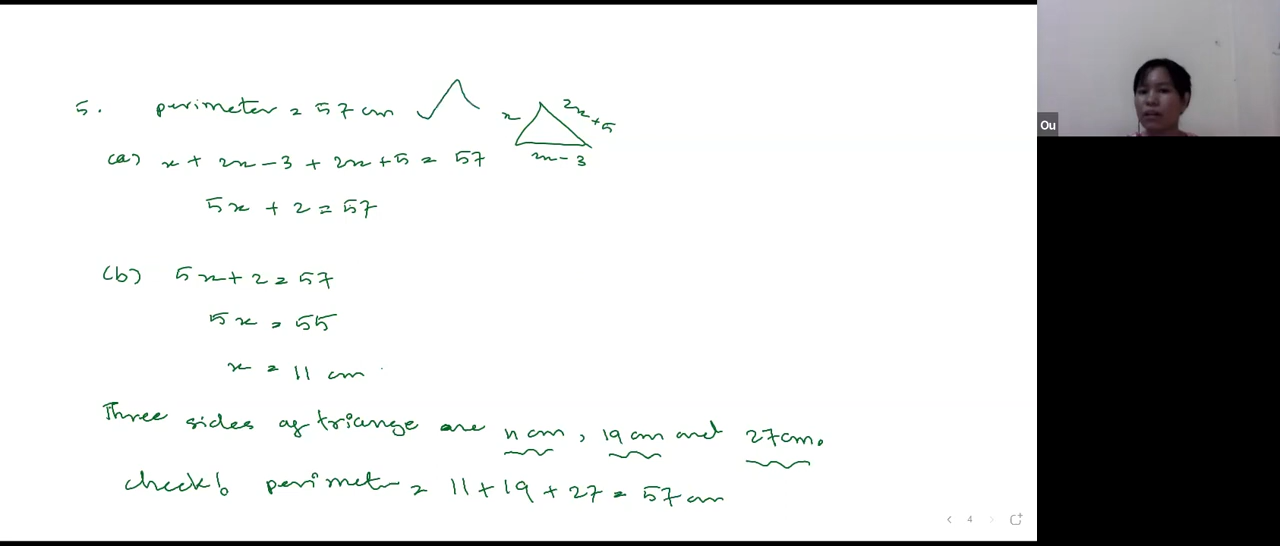 5. perimeter = 57 cm
x
2x + 5
2x - 3
(a) x + 2x - 3 + 2x + 5 = 57
5x + 2 = 57
(b) 5x + 2 = 57
5x = 55
x = 11 cm
Three sides of triange are 11 cm, 19 cm and 27 cm.
check! perimeter = 11 + 19 + 27 = 57 cm
Ou
4